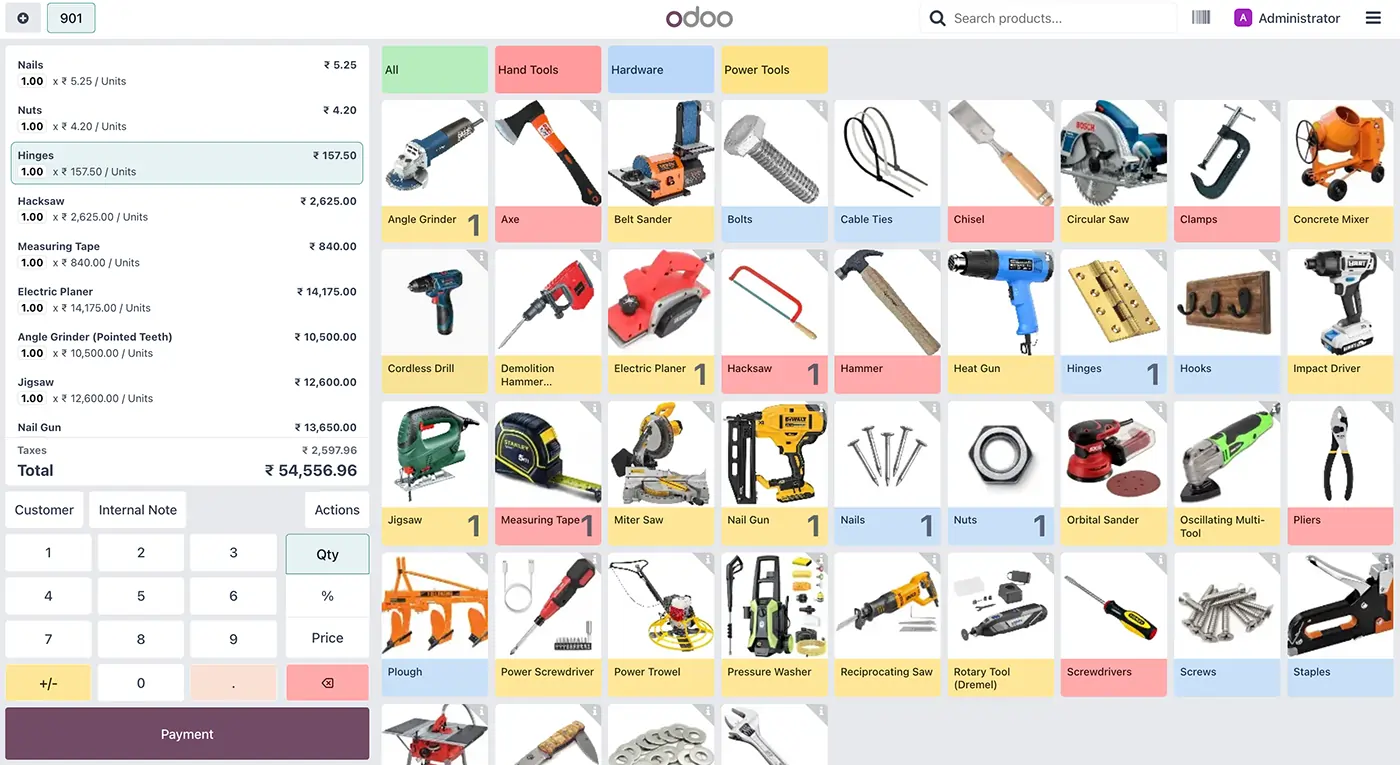 901
odoo
Search products...
A
Administrator
Nails
₹ 5.25
1.00 x ₹ 5.25 / Units
Nuts
₹ 4.20
1.00 x ₹ 4.20 / Units
Hinges
₹ 157.50
1.00 x ₹ 157.50 / Units
Hacksaw
₹ 2,625.00
1.00 x ₹ 2,625.00 / Units
Measuring Tape
₹ 840.00
1.00 x ₹ 840.00 / Units
Electric Planer
₹ 14,175.00
1.00 x ₹ 14,175.00 / Units
Angle Grinder (Pointed Teeth)
₹ 10,500.00
1.00 x ₹ 10,500.00 / Units
Jigsaw
₹ 12,600.00
1.00 x ₹ 12,600.00 / Units
Nail Gun
₹ 13,650.00
Taxes
₹ 2,597.96
Total
₹ 54,556.96
Customer
Internal Note
Actions
1
2
3
Qty
4
5
6
%
7
8
9
Price
+/-
0
.
Payment
All
Hand Tools
Hardware
Power Tools
BOSCH
Angle Grinder
1
Axe
Belt Sander
Bolts
Cable Ties
Chisel
Circular Saw
Clamps
Concrete Mixer
Cordless Drill
Demolition
Hammer...
Electric Planer
1
Hacksaw
1
Hammer
Heat Gun
Hinges
1
Hooks
Impact Driver
STANLEY
DEWALT
Jigsaw
1
Measuring Tape
1
Miter Saw
Nail Gun
1
Nails
1
Nuts
1
Orbital Sander
Oscillating Multi-
Tool
Pliers
Plough
Power Screwdriver
Power Trowel
Pressure Washer
Reciprocating Saw
Rotary Tool
(Dremel)
Screwdrivers
Screws
Staples